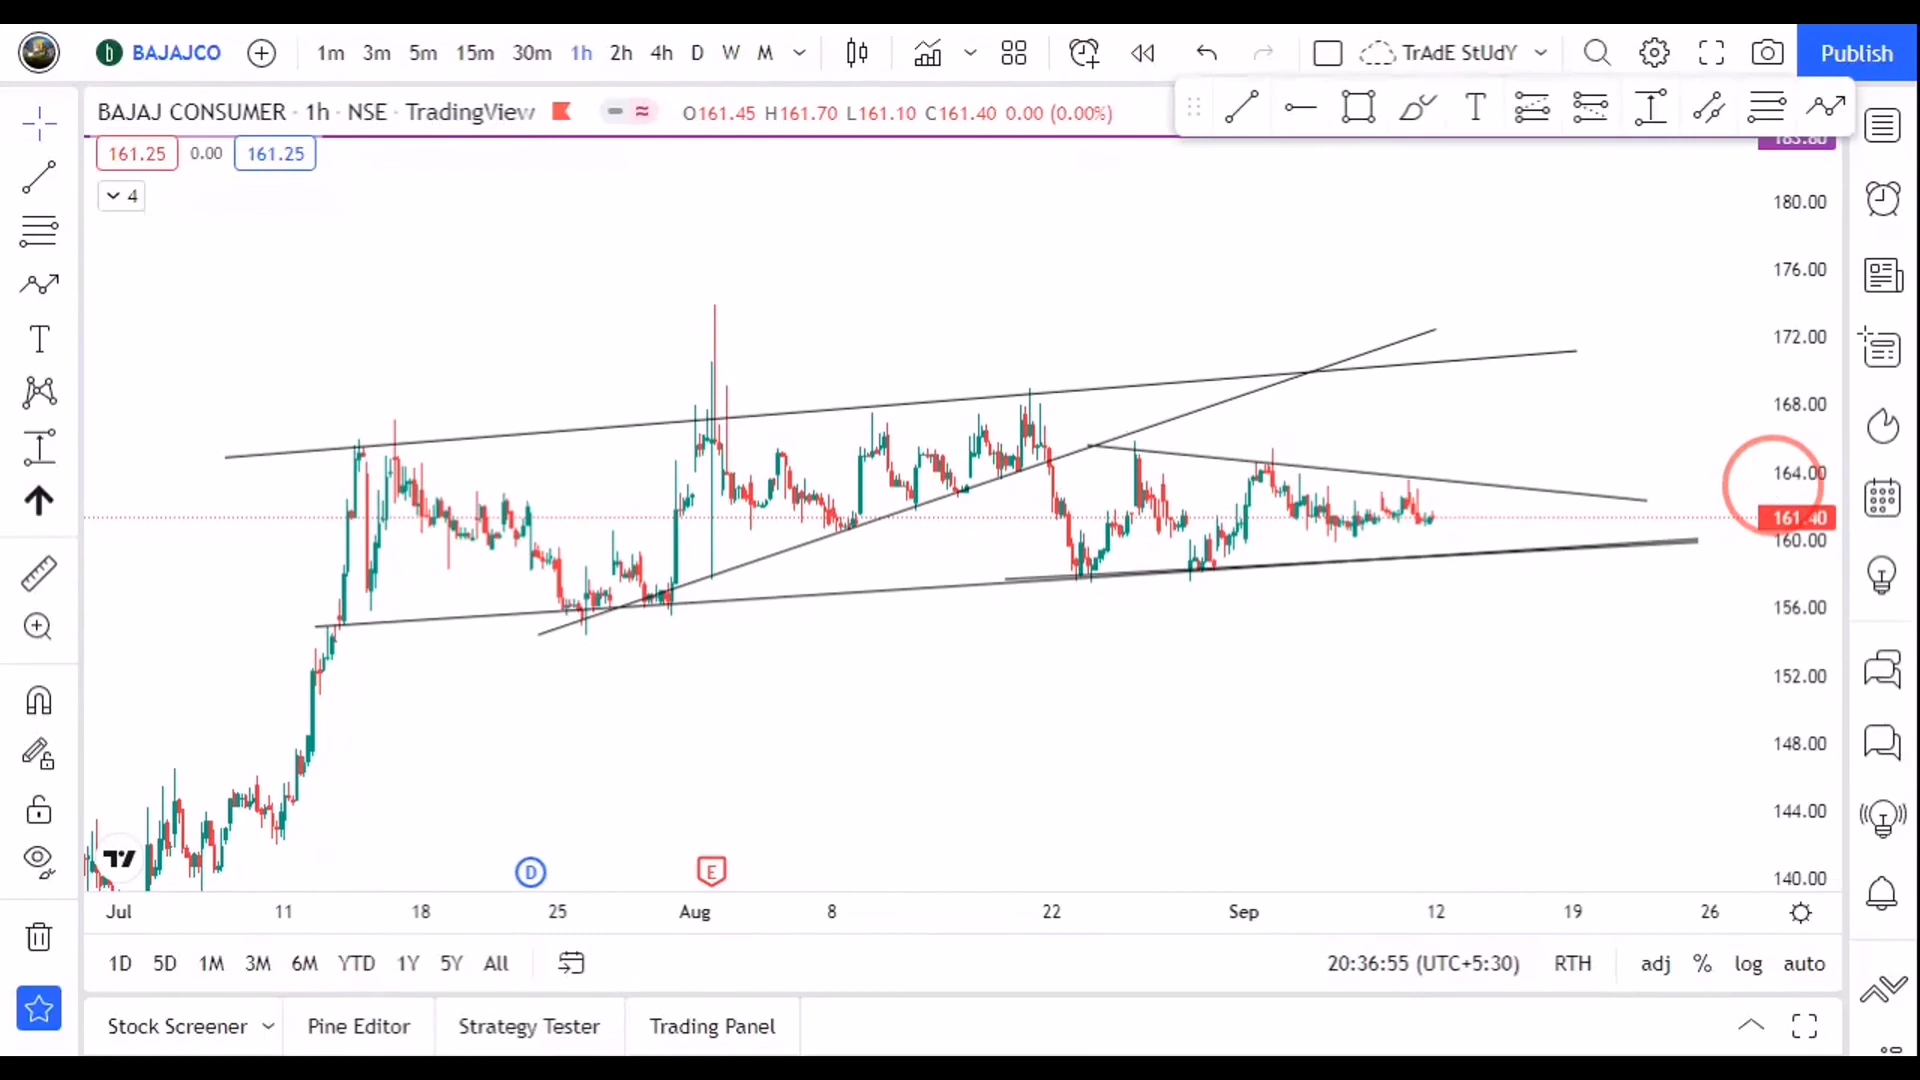 b BAJAJCO 1m 3m 5m 15m 30m 1h 2h 4h D W M TrAdE StUdY Publish
BAJAJ CONSUMER · 1h · NSE · TradingView O161.45 H161.70 L161.10 C161.40 0.00 (0.00%)
161.25 0.00 161.25
4
180.00
176.00
172.00
168.00
164.00
161.40
160.00
156.00
152.00
148.00
144.00
140.00
D E
Jul 11 18 25 Aug 8 22 Sep 12 19 26
1D 5D 1M 3M 6M YTD 1Y 5Y All 20:36:55 (UTC+5:30) RTH adj % log auto
Stock Screener Pine Editor Strategy Tester Trading Panel